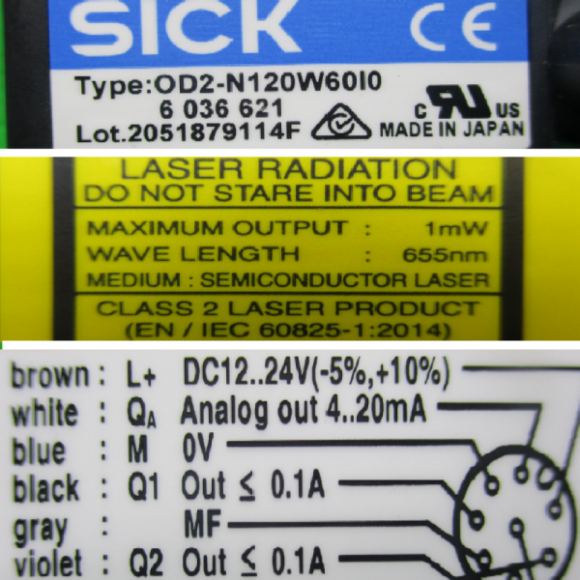 SICK CE
Type:OD2-N120W60I0
6 036 621
Lot.2051879114F
C RU US
MADE IN JAPAN
LASER RADIATION
DO NOT STARE INTO BEAM
MAXIMUM OUTPUT : 1mW
WAVE LENGTH : 655nm
MEDIUM : SEMICONDUCTOR LASER
CLASS 2 LASER PRODUCT
(EN / IEC 60825-1:2014)
brown : L+ DC12..24V(-5%,+10%)
white : QA Analog out 4..20mA
blue : M 0V
black : Q1 Out ≤ 0.1A
gray : MF
violet : Q2 Out ≤ 0.1A